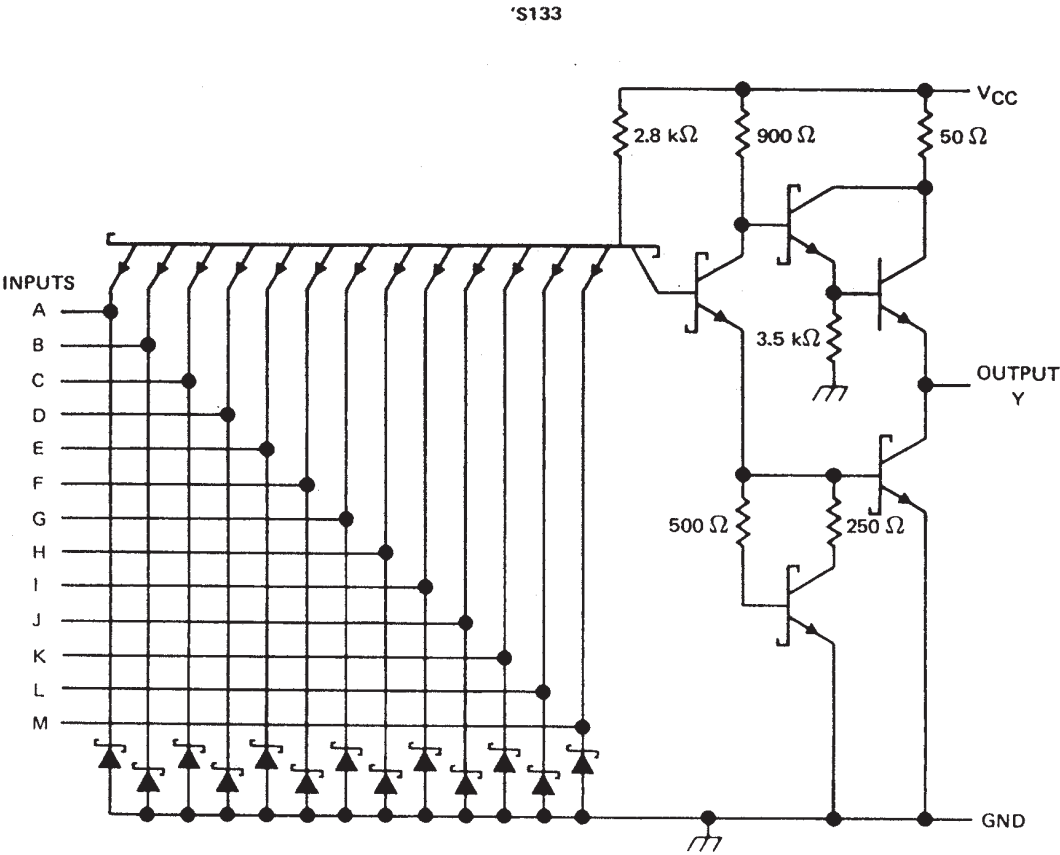 'S133
VCC
2.8 kΩ
900 Ω
50 Ω
INPUTS
A
B
C
D
E
F
G
H
I
J
K
L
M
3.5 kΩ
OUTPUT
Y
500 Ω
250 Ω
GND